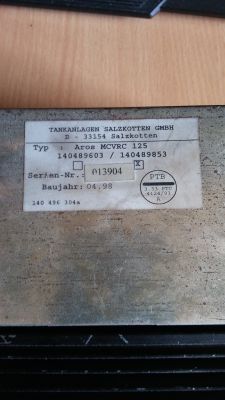 TANKANLAGEN SALZKOTTEN GMBH
D - 33154 Salzkotten
Typ : Aros MCVRC 125
140489603 / 140489853
X
Serien-Nr.: 013904
Baujahr: 04.98
PTB
A
140 496 304a